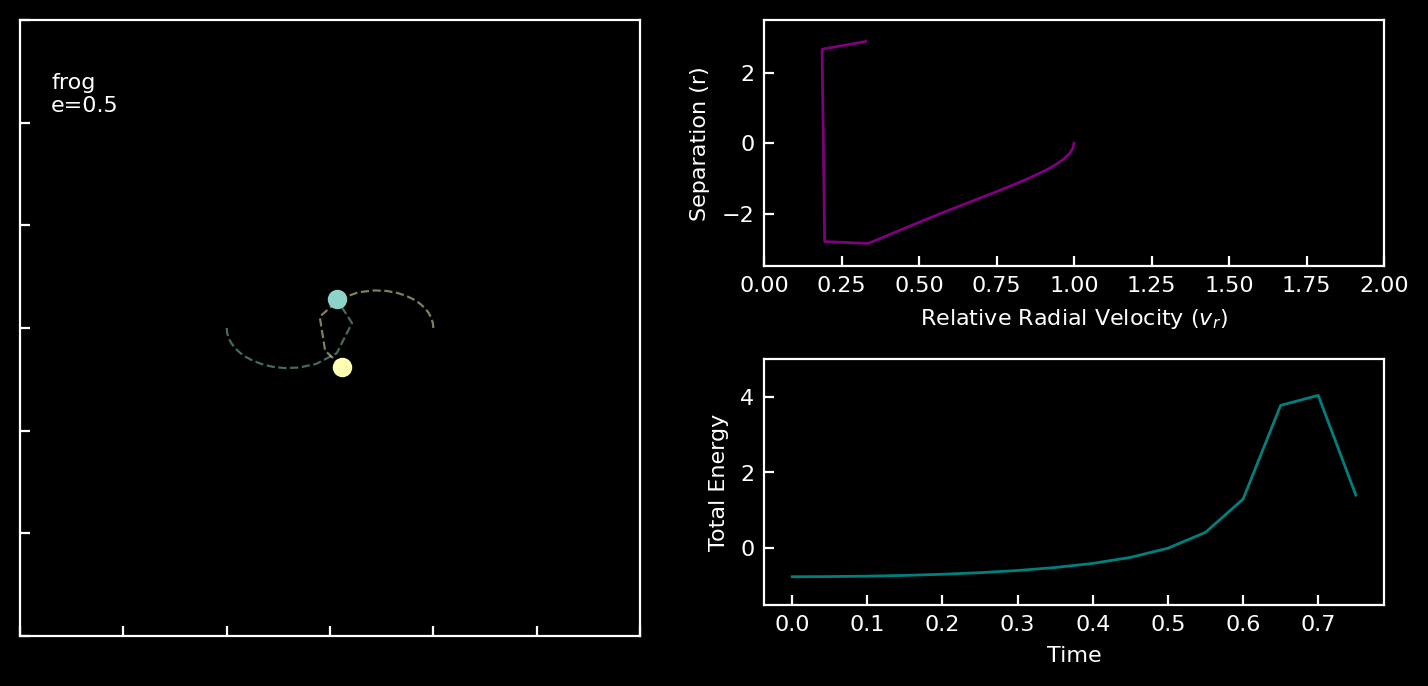 frog
e=0.5
Separation (r)
2
0
−2
0.00 0.25 0.50 0.75 1.00 1.25 1.50 1.75 2.00
Relative Radial Velocity (vᵣ)
Total Energy
4
2
0
0.0 0.1 0.2 0.3 0.4 0.5 0.6 0.7
Time